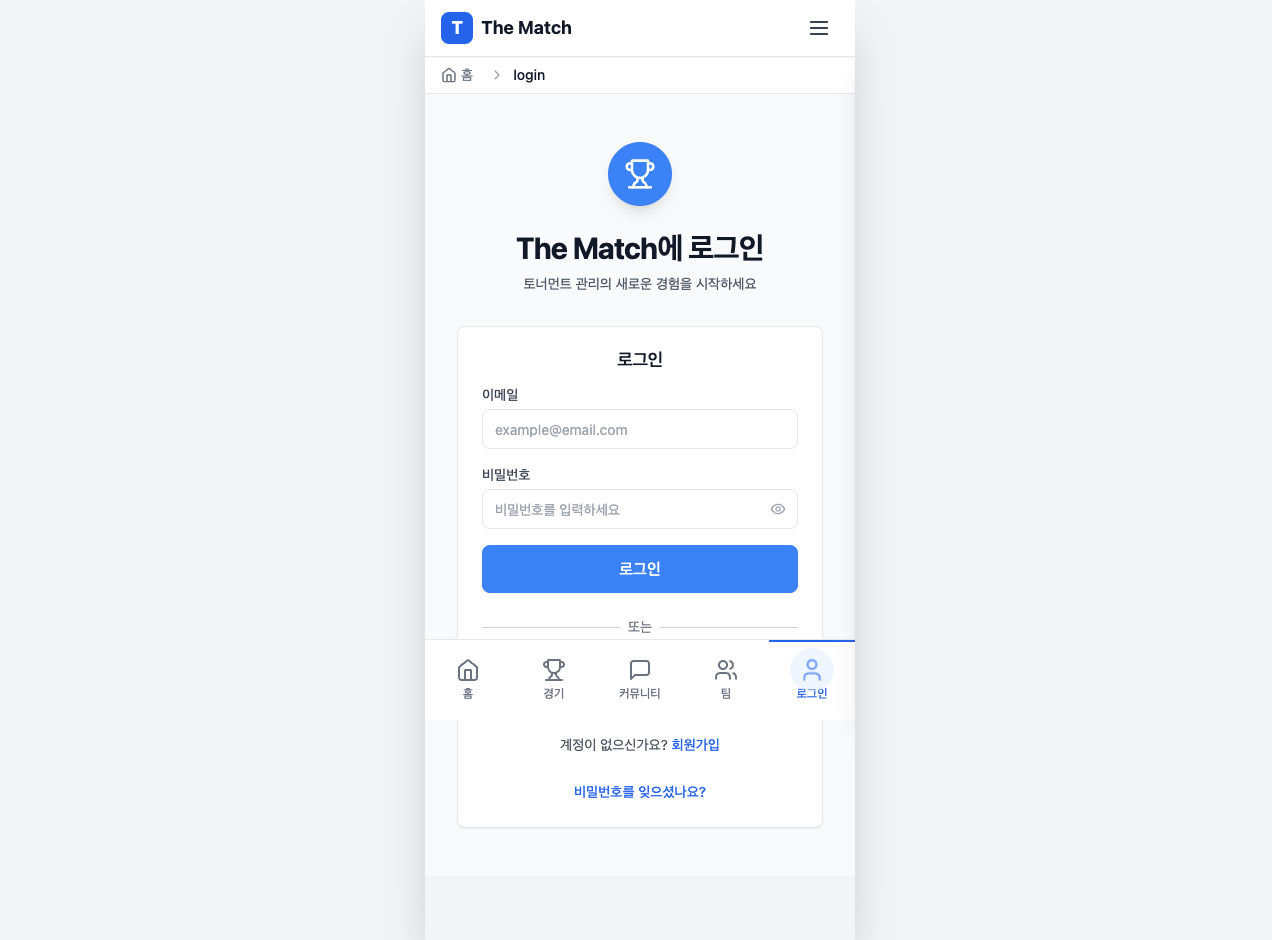 T The Match
홈 > login
The Match에 로그인
토너먼트 관리의 새로운 경험을 시작하세요
로그인
이메일
example@email.com
비밀번호
비밀번호를 입력하세요
로그인
또는
홈 경기 커뮤니티 팀 로그인
계정이 없으신가요? 회원가입
비밀번호를 잊으셨나요?